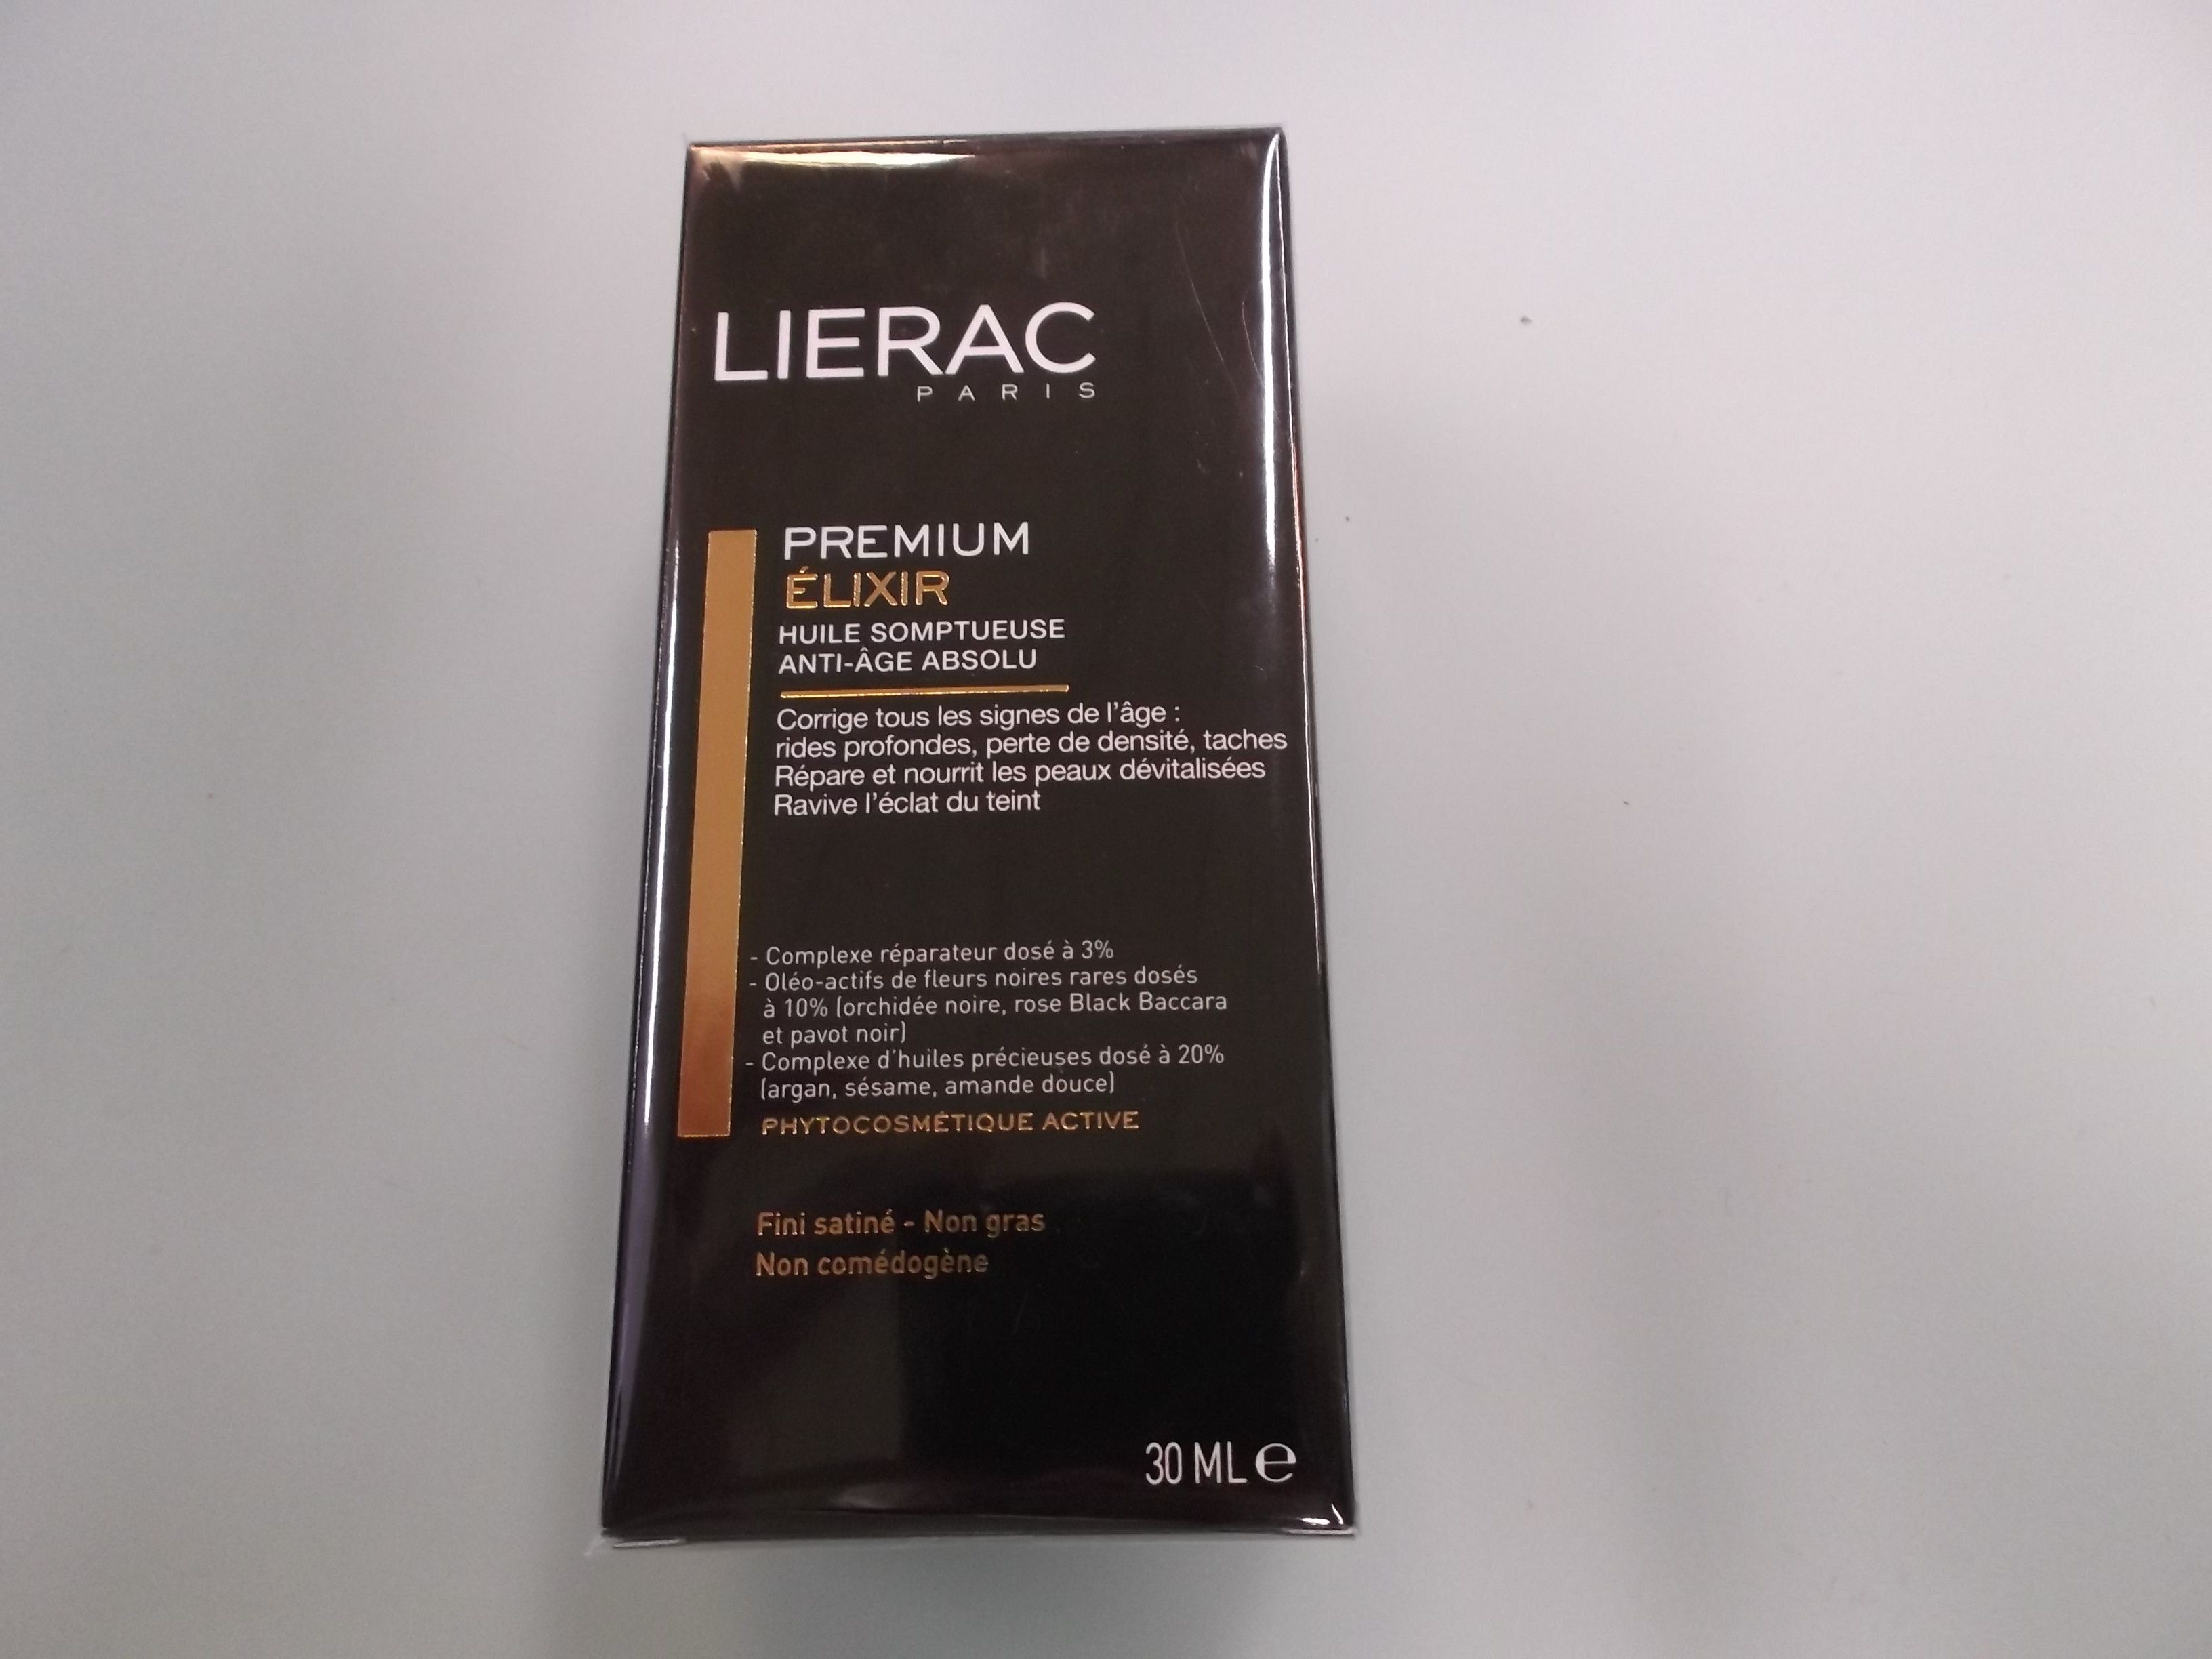 LIERAC
PARIS
PREMIUM
ÉLIXIR
HUILE SOMPTUEUSE
ANTI-ÂGE ABSOLU
Corrige tous les signes de l'âge :
rides profondes, perte de densité, taches
Répare et nourrit les peaux dévitalisées
Ravive l'éclat du teint
- Complexe réparateur dosé à 3%
- Oléo-actifs de fleurs noires rares dosés
à 10% (orchidée noire, rose Black Baccara
et pavot noir)
- Complexe d'huiles précieuses dosé à 20%
(argan, sésame, amande douce)
PHYTOCOSMÉTIQUE ACTIVE
Fini satiné - Non gras
Non comédogène
30 ML ℮